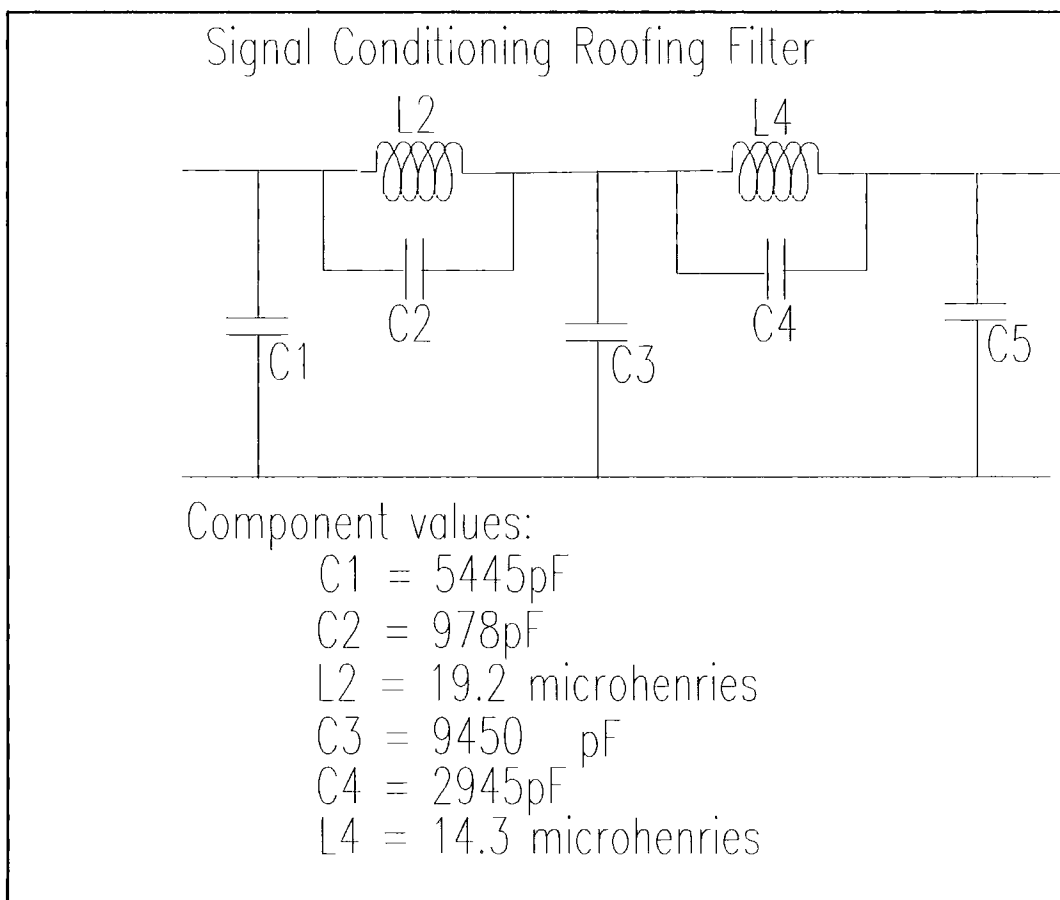 Signal Conditioning Roofing Filter
L2
L4
C2
C4
C1
C3
C5
Component values:
C1 = 5445pF
C2 = 978pF
L2 = 19.2 microhenries
C3 = 9450 pF
C4 = 2945pF
L4 = 14.3 microhenries